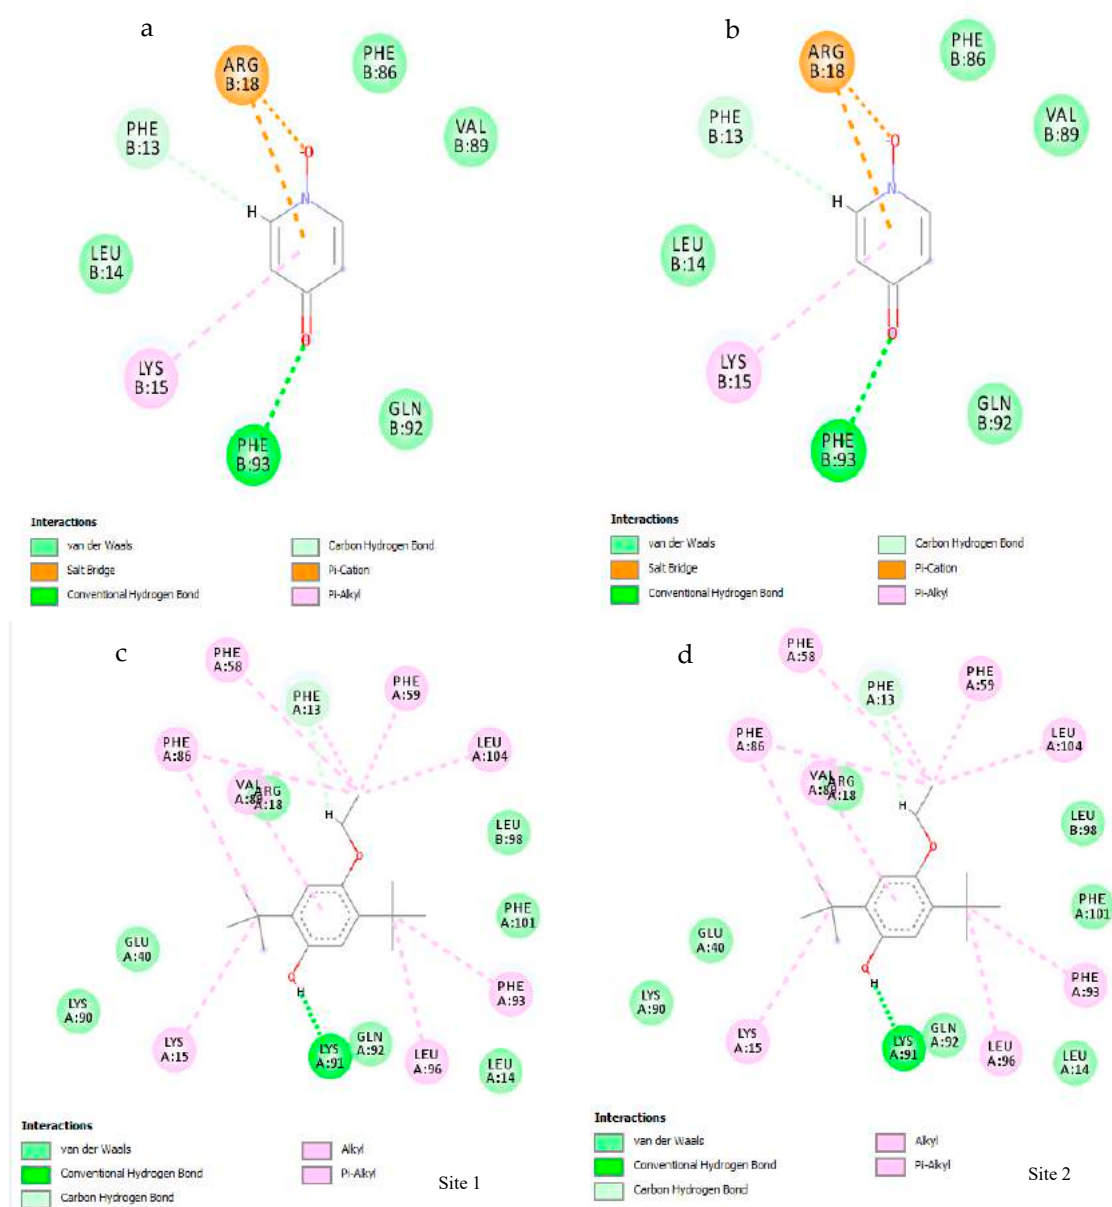 a
ARG
B:18
PHE
B:86
PHE
B:13
VAL
B:89
-O
N
H
LEU
B:14
O
LYS
B:15
GLN
B:92
PHE
B:93
Interactions
van der Waals
Salt Bridge
Conventional Hydrogen Bond
Carbon Hydrogen Bond
Pi-Cation
Pi-Alkyl
b
ARG
B:18
PHE
B:86
PHE
B:13
VAL
B:89
-O
N
H
LEU
B:14
O
LYS
B:15
GLN
B:92
PHE
B:93
Interactions
van der Waals
Salt Bridge
Conventional Hydrogen Bond
Carbon Hydrogen Bond
Pi-Cation
Pi-Alkyl
c
PHE
A:58
PHE
A:13
PHE
A:59
PHE
A:86
LEU
A:104
VAL
A:89
ARG
A:18
H
O
LEU
B:98
PHE
A:101
GLU
A:40
O
H
PHE
A:93
LYS
A:90
LYS
A:15
LYS
A:91
GLN
A:92
LEU
A:96
LEU
A:14
Interactions
van der Waals
Conventional Hydrogen Bond
Carbon Hydrogen Bond
Alkyl
Pi-Alkyl
Site 1
d
PHE
A:58
PHE
A:13
PHE
A:59
PHE
A:86
LEU
A:104
VAL
A:89
ARG
A:18
H
O
LEU
B:98
PHE
A:101
GLU
A:40
O
H
PHE
A:93
LYS
A:90
LYS
A:15
LYS
A:91
GLN
A:92
LEU
A:96
LEU
A:14
Interactions
van der Waals
Conventional Hydrogen Bond
Carbon Hydrogen Bond
Alkyl
Pi-Alkyl
Site 2